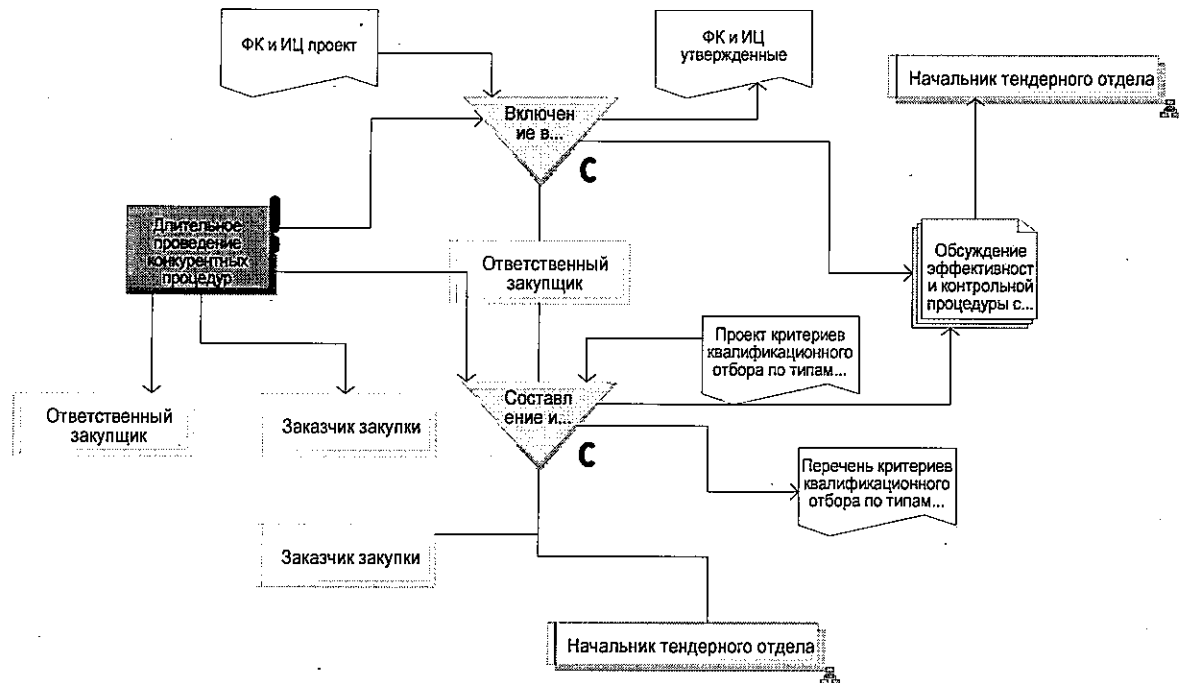 ФК и ИЦ проект
ФК и ИЦ
утвержденные
Начальник тендерного отдела
Включен
ие в...
С
Длительное
проведение
конкурентных
процедур
Ответственный
закупщик
Обсуждение
эффективност
и контрольной
процедуры с...
Проект критериев
квалификационного
отбора по типам...
Ответственный
закупщик
Заказчик закупки
Составл
ение и...
С
Перечень критериев
квалификационного
отбора по типам...
Заказчик закупки
Начальник тендерного отдела